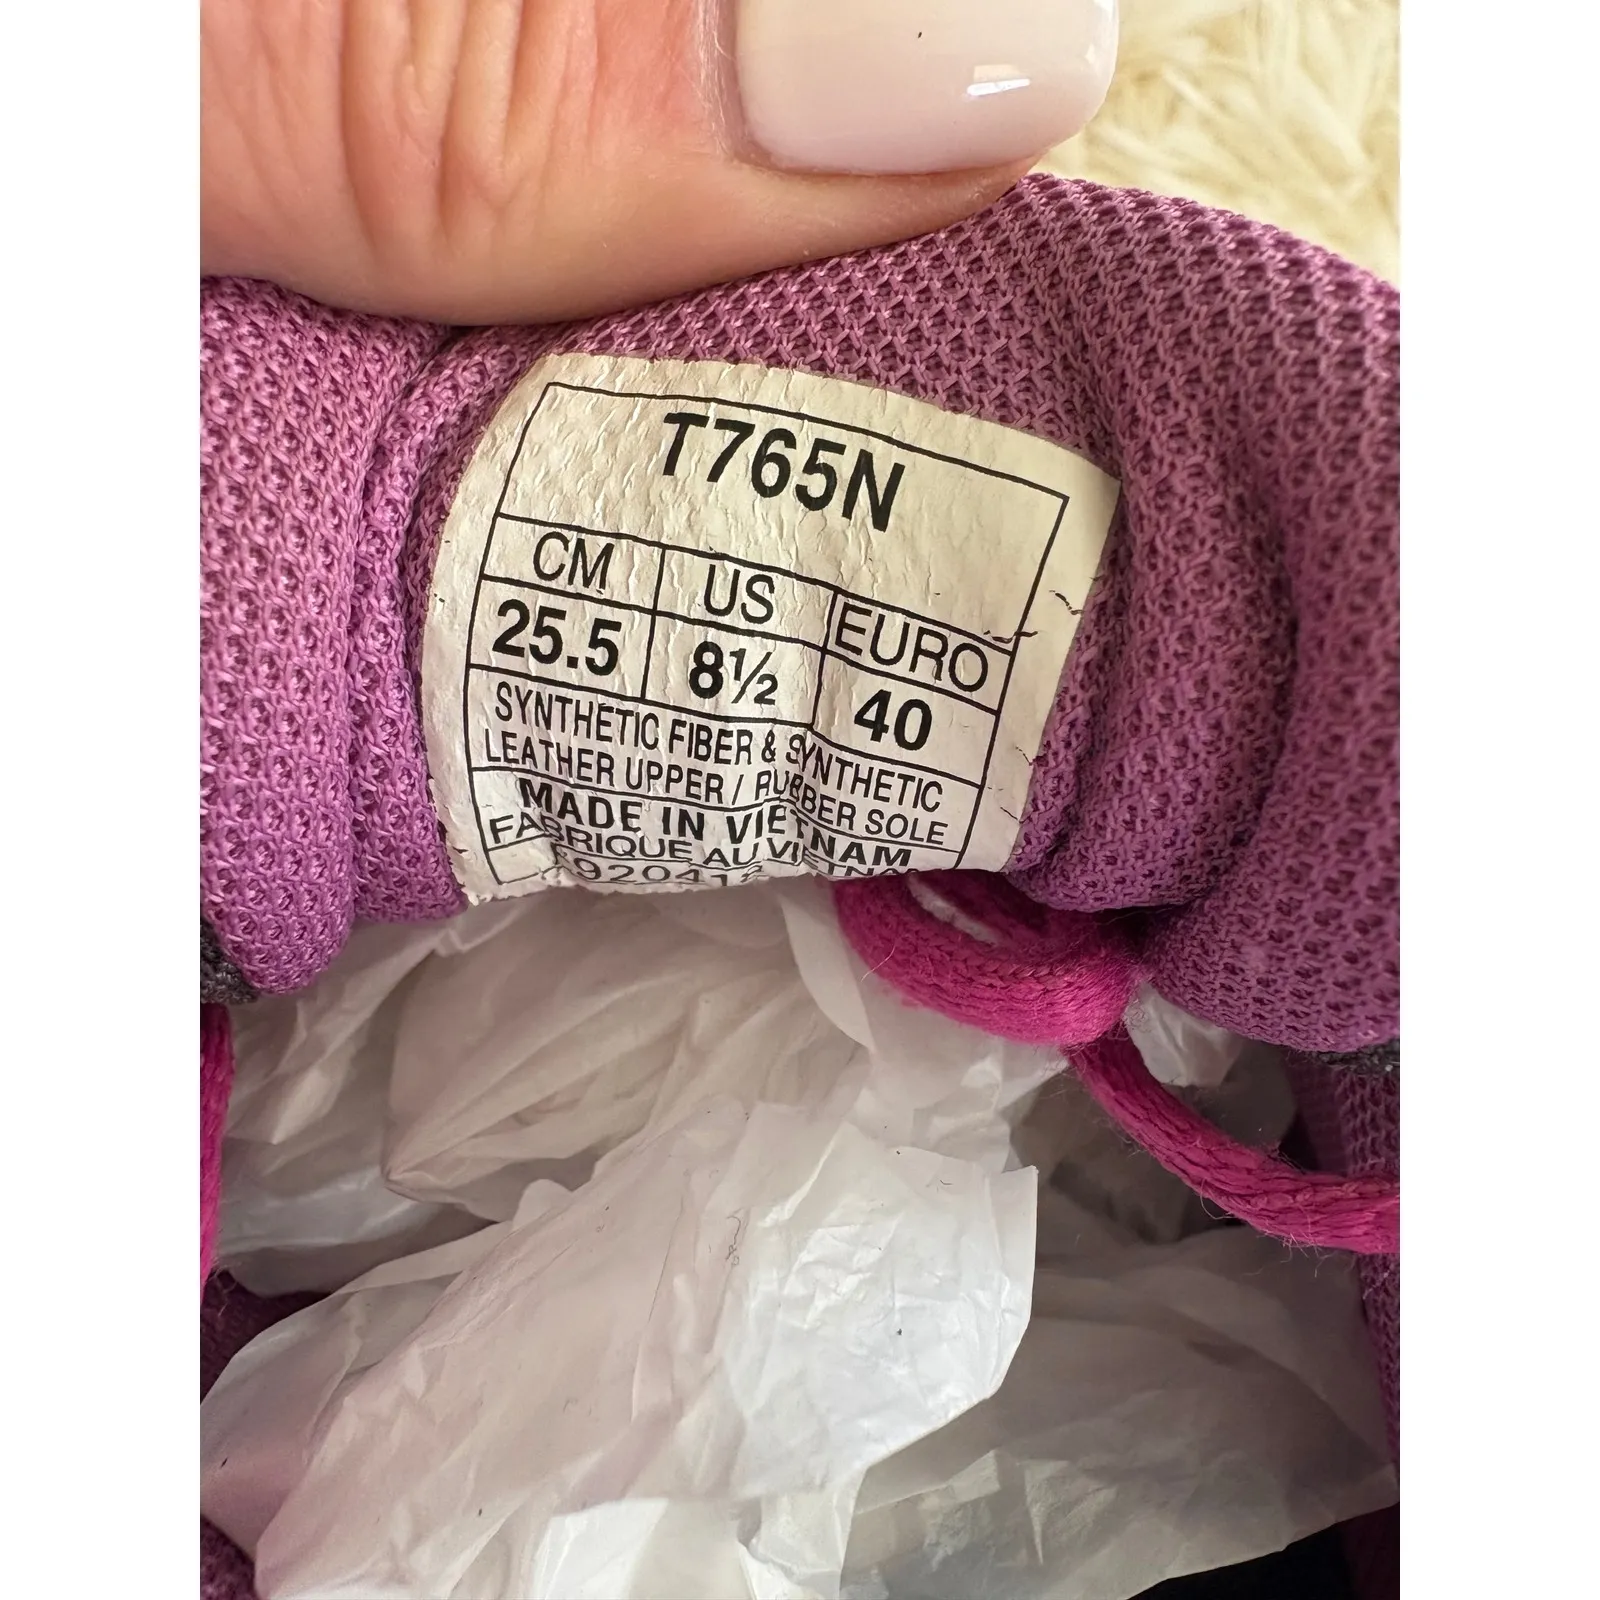 T765N
CM US EURO
25.5 8½ 40
SYNTHETIC FIBER & SYNTHETIC
LEATHER UPPER / RUBBER SOLE
MADE IN VIETNAM
FABRIQUE AU VIETNAM